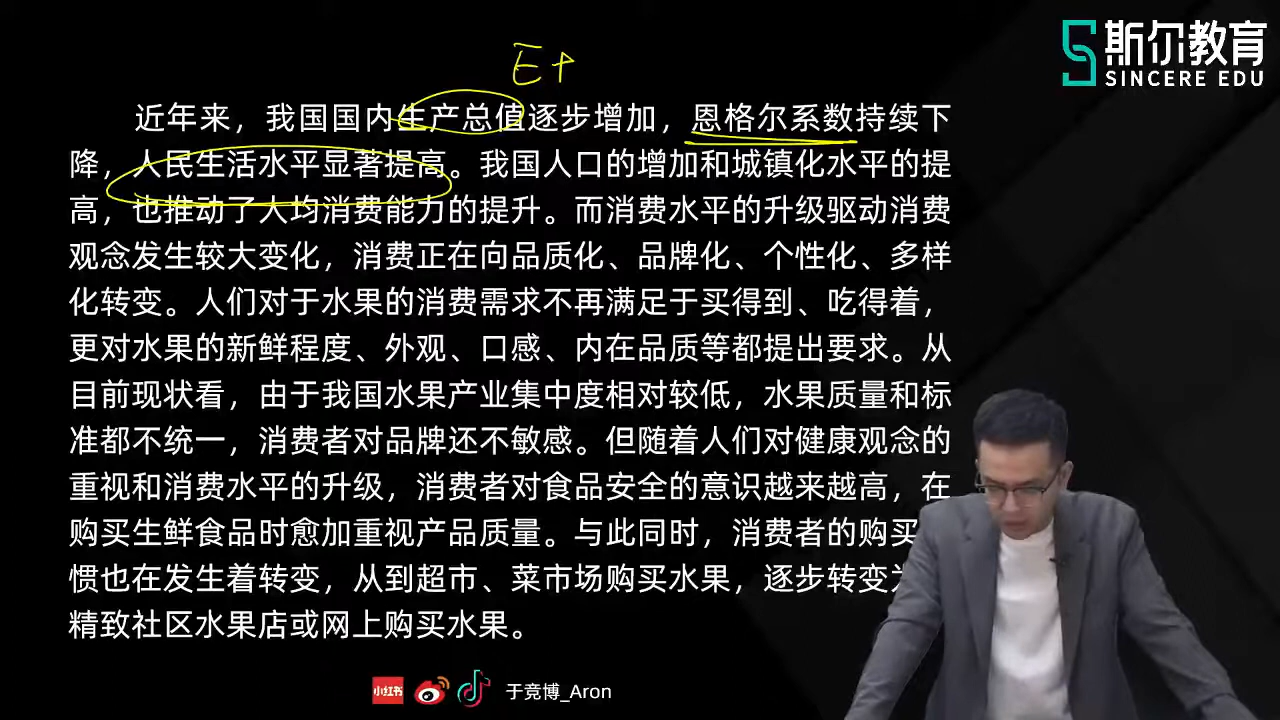 斯尔教育
SINCERE EDU
E+
近年来，我国国内生产总值逐步增加，恩格尔系数持续下
降，人民生活水平显著提高。我国人口的增加和城镇化水平的提
高，也推动了人均消费能力的提升。而消费水平的升级驱动消费
观念发生较大变化，消费正在向品质化、品牌化、个性化、多样
化转变。人们对于水果的消费需求不再满足于买得到、吃得着，
更对水果的新鲜程度、外观、口感、内在品质等都提出要求。从
目前现状看，由于我国水果产业集中度相对较低，水果质量和标
准都不统一，消费者对品牌还不敏感。但随着人们对健康观念的
重视和消费水平的升级，消费者对食品安全的意识越来越高，在
购买生鲜食品时愈加重视产品质量。与此同时，消费者的购买
惯也在发生着转变，从到超市、菜市场购买水果，逐步转变为
精致社区水果店或网上购买水果。
小红书
于竞博_Aron